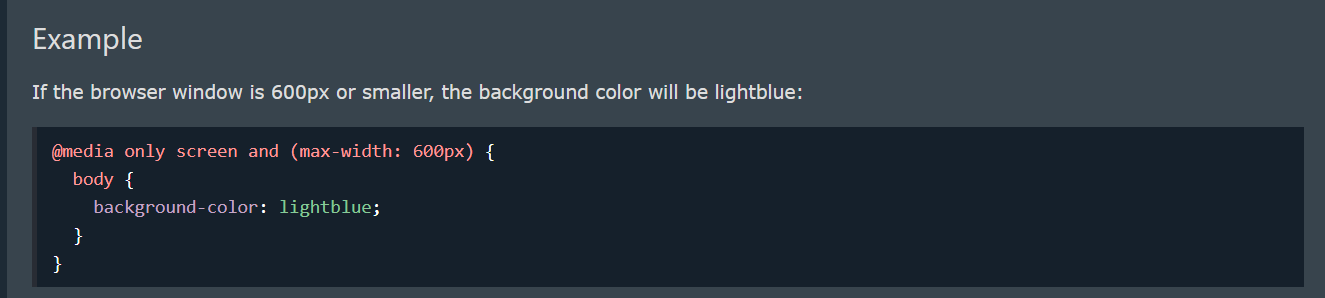 Example
If the browser window is 600px or smaller, the background color will be lightblue:
@media only screen and (max-width: 600px) {
  body {
    background-color: lightblue;
  }
}